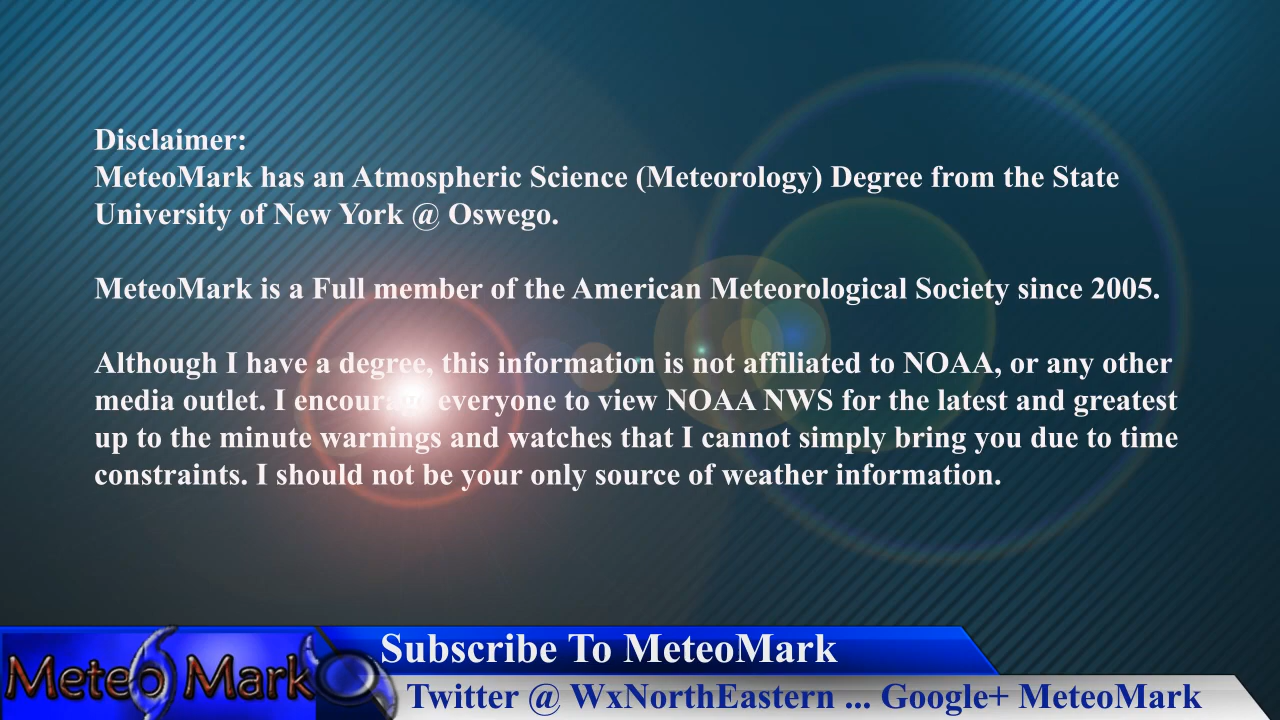 Disclaimer:
MeteoMark has an Atmospheric Science (Meteorology) Degree from the State
University of New York @ Oswego.
MeteoMark is a Full member of the American Meteorological Society since 2005.
Although I have a degree, this information is not affiliated to NOAA, or any other
media outlet. I encourage everyone to view NOAA NWS for the latest and greatest
up to the minute warnings and watches that I cannot simply bring you due to time
constraints. I should not be your only source of weather information.
Subscribe To MeteoMark
Meteo Mark
Twitter @ WxNorthEastern ... Google+ MeteoMark